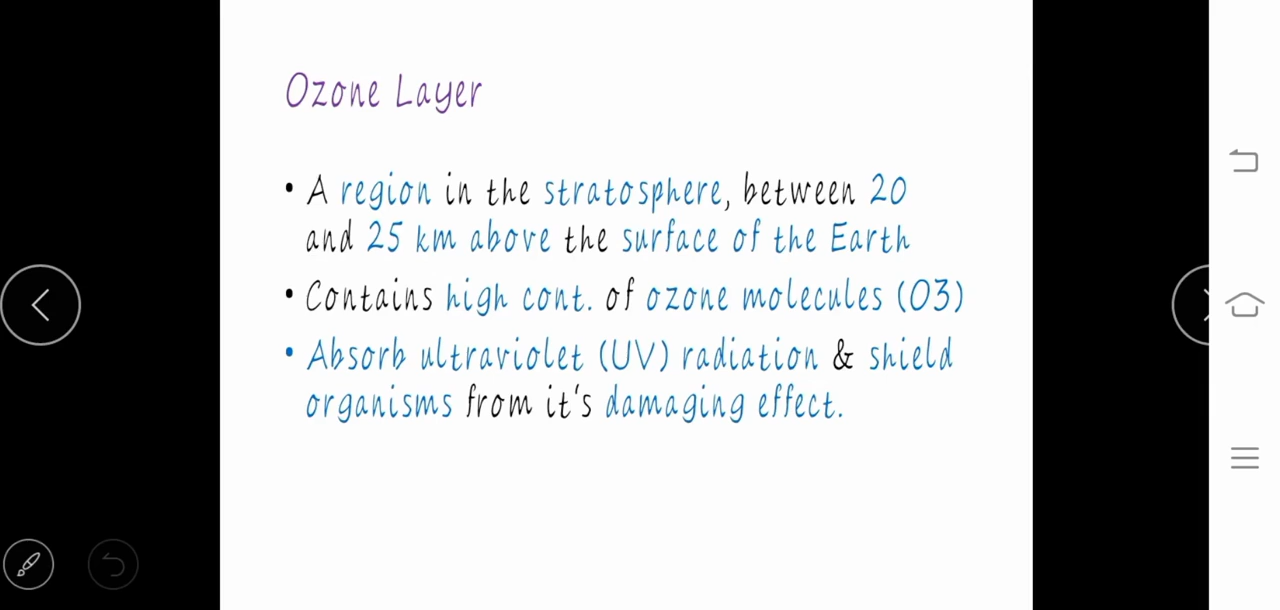 Ozone Layer
• A region in the stratosphere, between 20
and 25 km above the surface of the Earth
• Contains high cont. of ozone molecules (O3)
• Absorb ultraviolet (UV) radiation & shield
organisms from it's damaging effect.